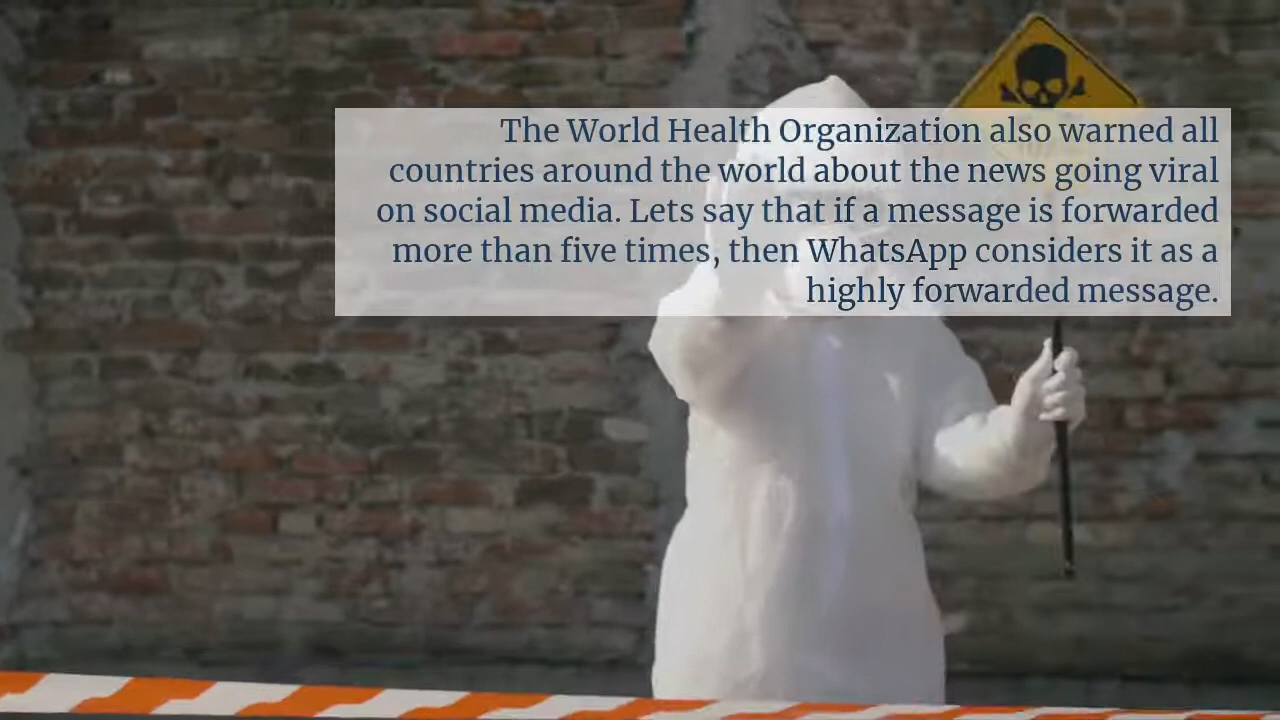 The World Health Organization also warned all
countries around the world about the news going viral
on social media. Lets say that if a message is forwarded
more than five times, then WhatsApp considers it as a
highly forwarded message.